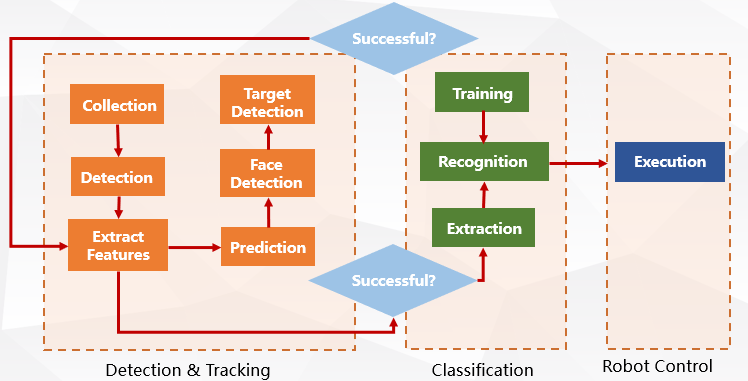 Successful?
Collection
Detection
Extract
Features
Target
Detection
Face
Detection
Prediction
Successful?
Training
Recognition
Extraction
Execution
Detection & Tracking
Classification
Robot Control